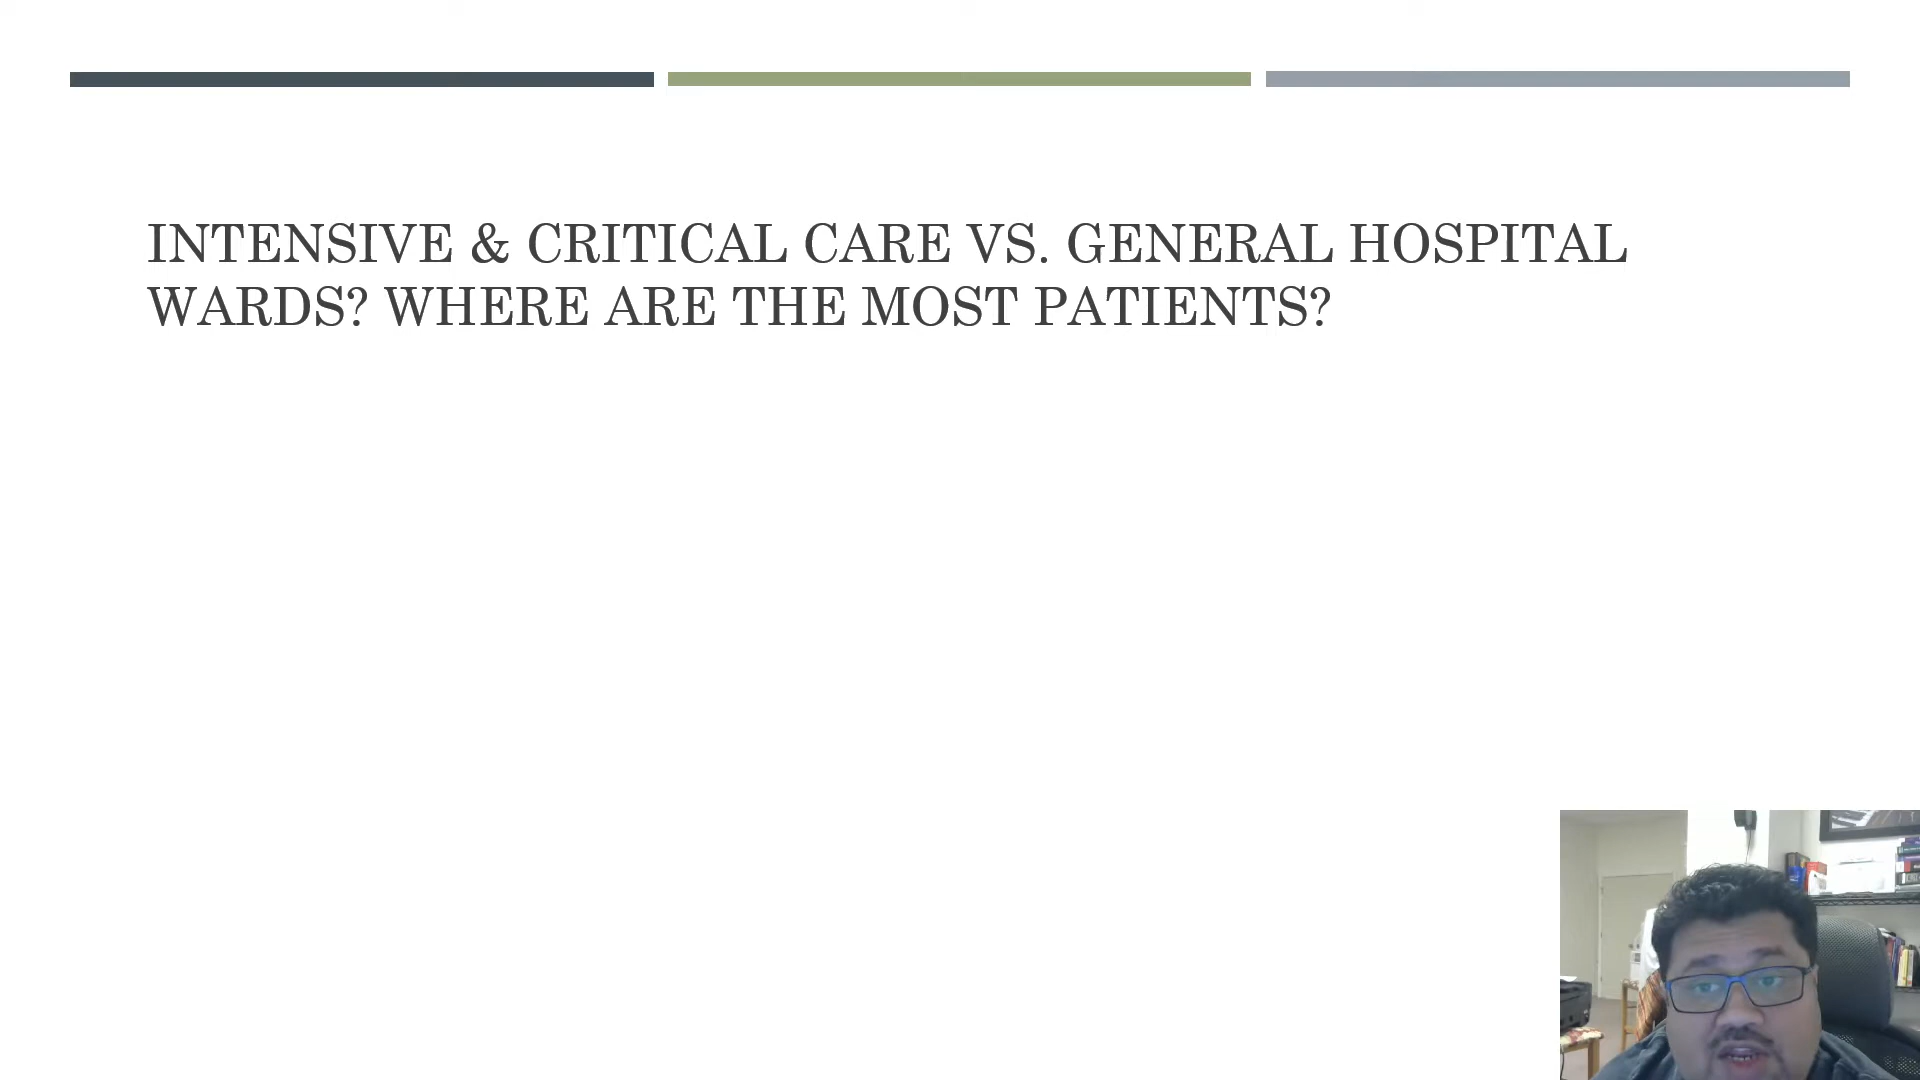 INTENSIVE & CRITICAL CARE VS. GENERAL HOSPITAL
WARDS? WHERE ARE THE MOST PATIENTS?